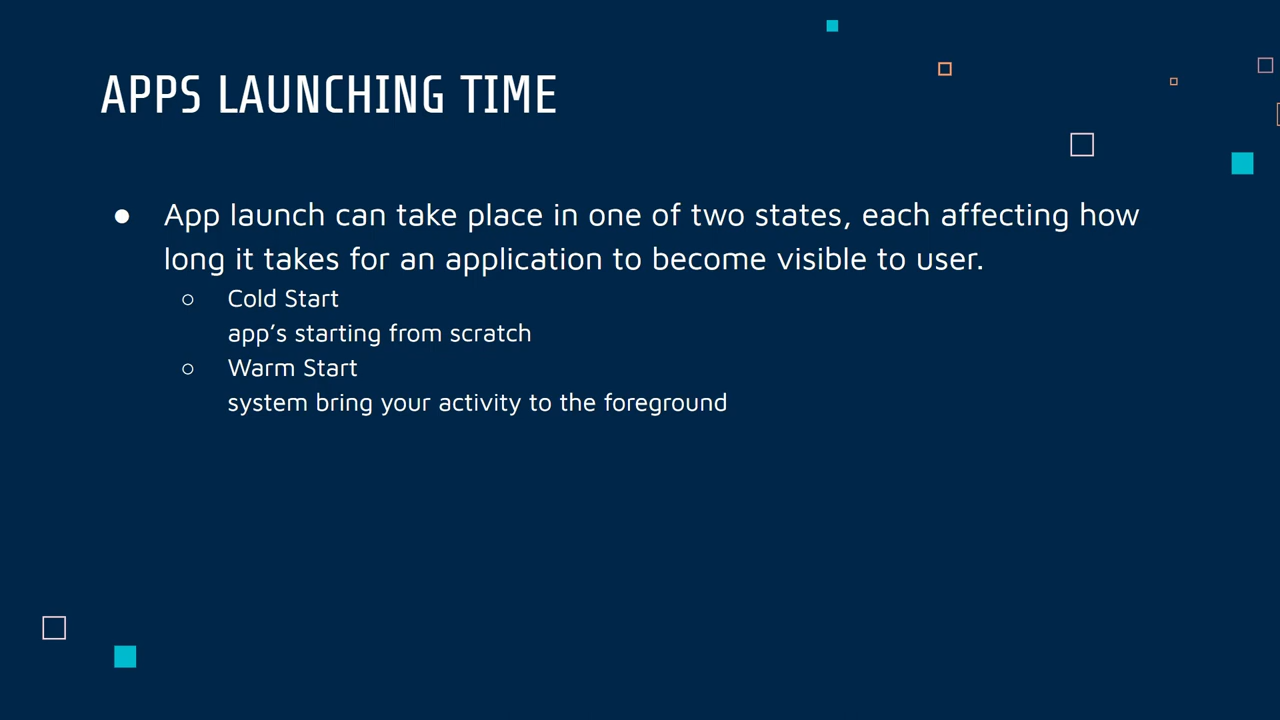 APPS LAUNCHING TIME
● App launch can take place in one of two states, each affecting how
long it takes for an application to become visible to user.
○ Cold Start
app’s starting from scratch
○ Warm Start
system bring your activity to the foreground